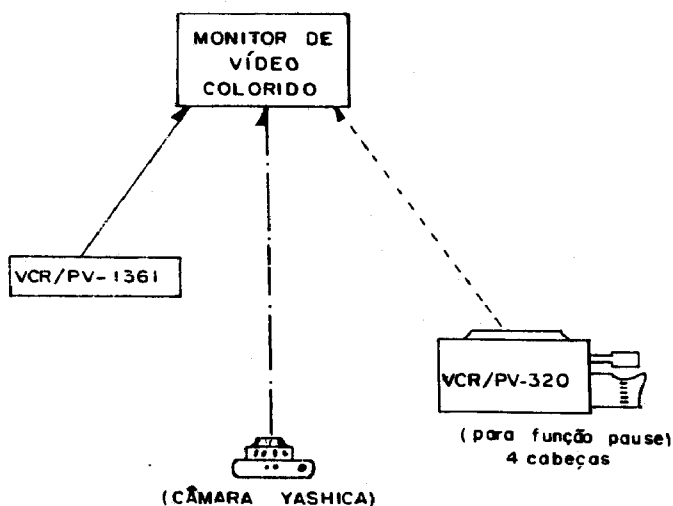 MONITOR DE
VÍDEO
COLORIDO
VCR/PV-1361
VCR/PV-320
(para função pause)
4 cabeças
(CÂMARA YASHICA)